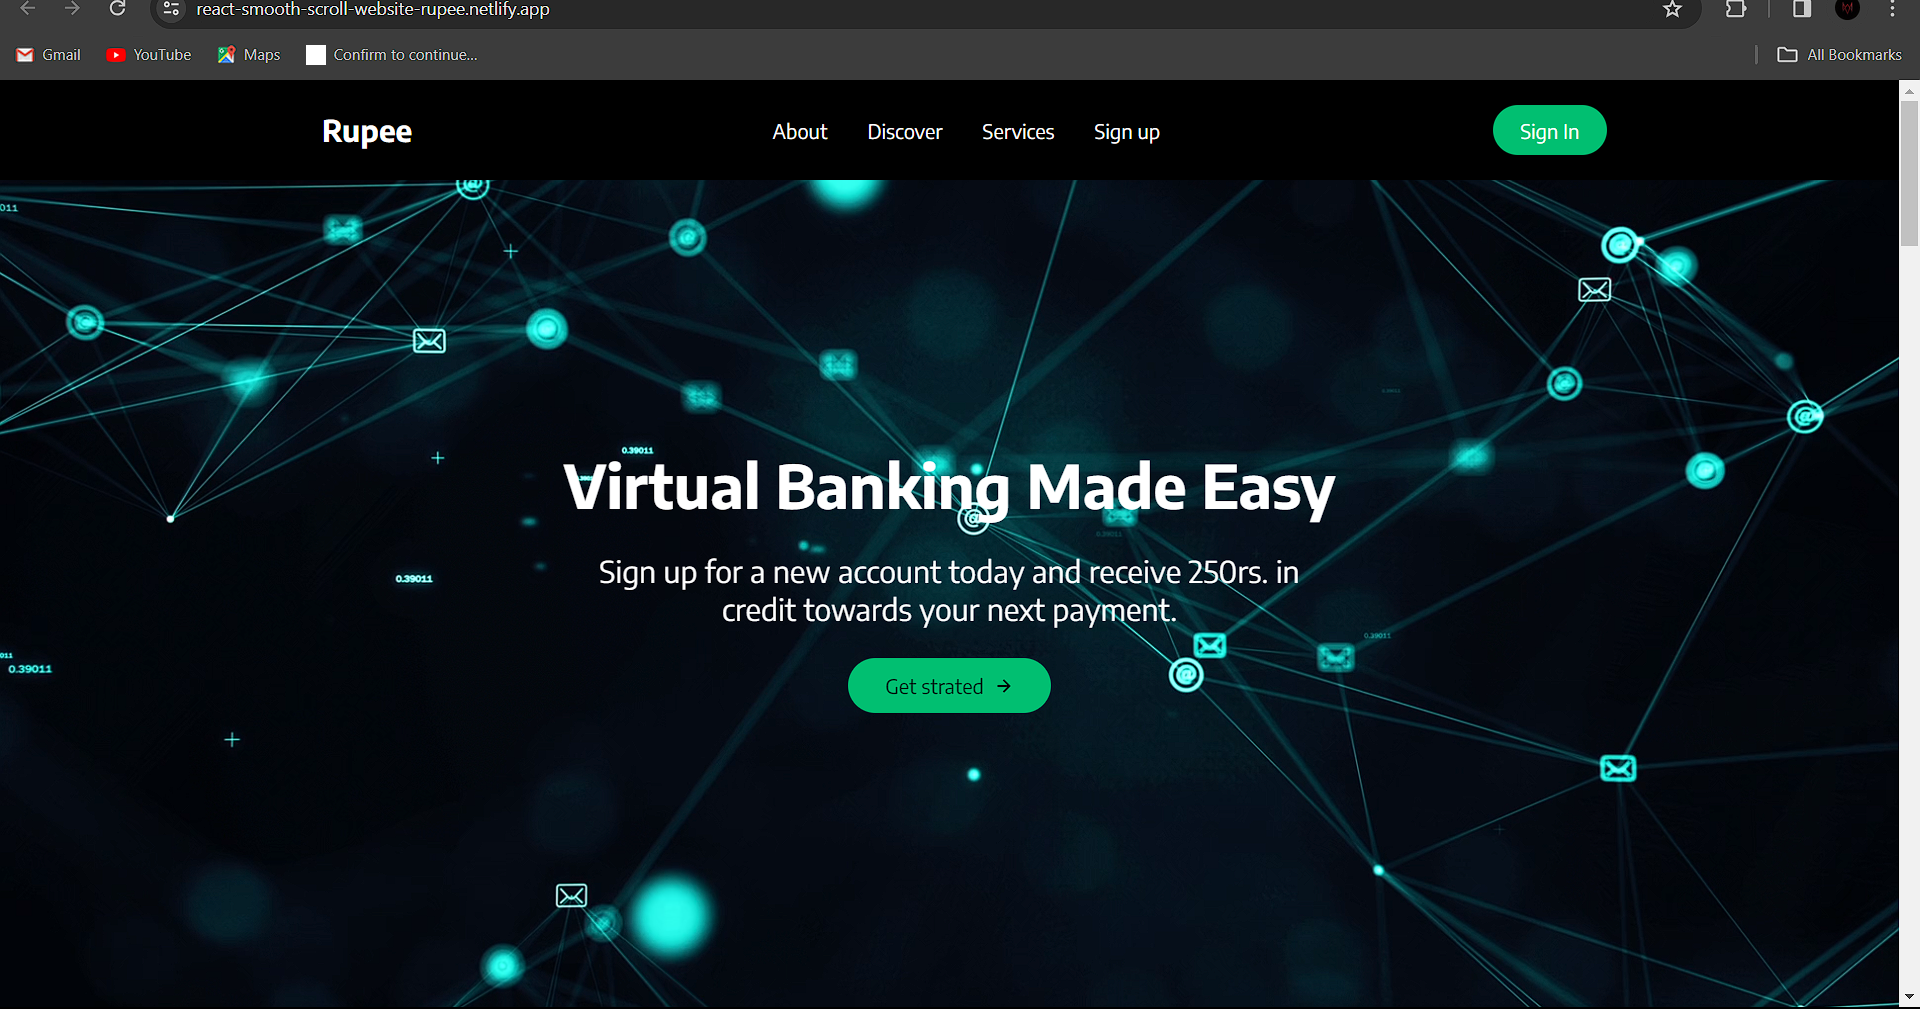 react-smooth-scroll-website-rupee.netlify.app
Gmail YouTube Maps Confirm to continue... All Bookmarks
Rupee About Discover Services Sign up Sign In
011
0.39011
Virtual Banking Made Easy
0.39011
Sign up for a new account today and receive 250rs. in
credit towards your next payment.
0.39011
011
0.39011
Get strated →